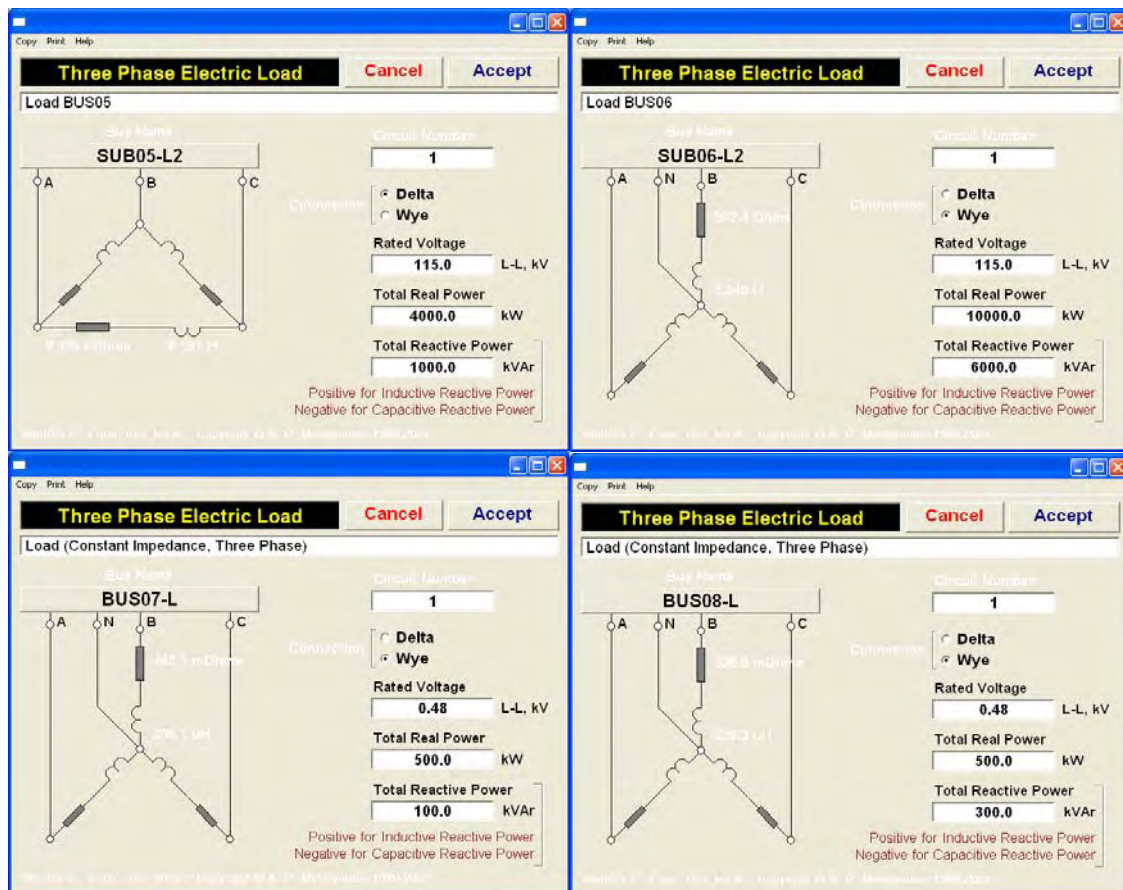 Copy Print Help
Three Phase Electric Load Cancel Accept
Load BUS05
Bus Name
Circuit Number
SUB05-L2
1
A B C
Connection
Delta
Wye
Rated Voltage
115.0 L-L, kV
Total Real Power
4000.0 kW
Total Reactive Power
1000.0 kVAr
Positive for Inductive Reactive Power
Negative for Capacitive Reactive Power
Copy Print Help
Three Phase Electric Load Cancel Accept
Load BUS06
Bus Name
Circuit Number
SUB06-L2
1
A N B C
Connection
Delta
Wye
Rated Voltage
115.0 L-L, kV
Total Real Power
10000.0 kW
Total Reactive Power
6000.0 kVAr
Positive for Inductive Reactive Power
Negative for Capacitive Reactive Power
Copy Print Help
Three Phase Electric Load Cancel Accept
Load (Constant Impedance, Three Phase)
Bus Name
Circuit Number
BUS07-L
1
A N B C
Connection
Delta
Wye
Rated Voltage
0.48 L-L, kV
Total Real Power
500.0 kW
Total Reactive Power
100.0 kVAr
Positive for Inductive Reactive Power
Negative for Capacitive Reactive Power
Copy Print Help
Three Phase Electric Load Cancel Accept
Load (Constant Impedance, Three Phase)
Bus Name
Circuit Number
BUS08-L
1
A N B C
Connection
Delta
Wye
Rated Voltage
0.48 L-L, kV
Total Real Power
500.0 kW
Total Reactive Power
300.0 kVAr
Positive for Inductive Reactive Power
Negative for Capacitive Reactive Power